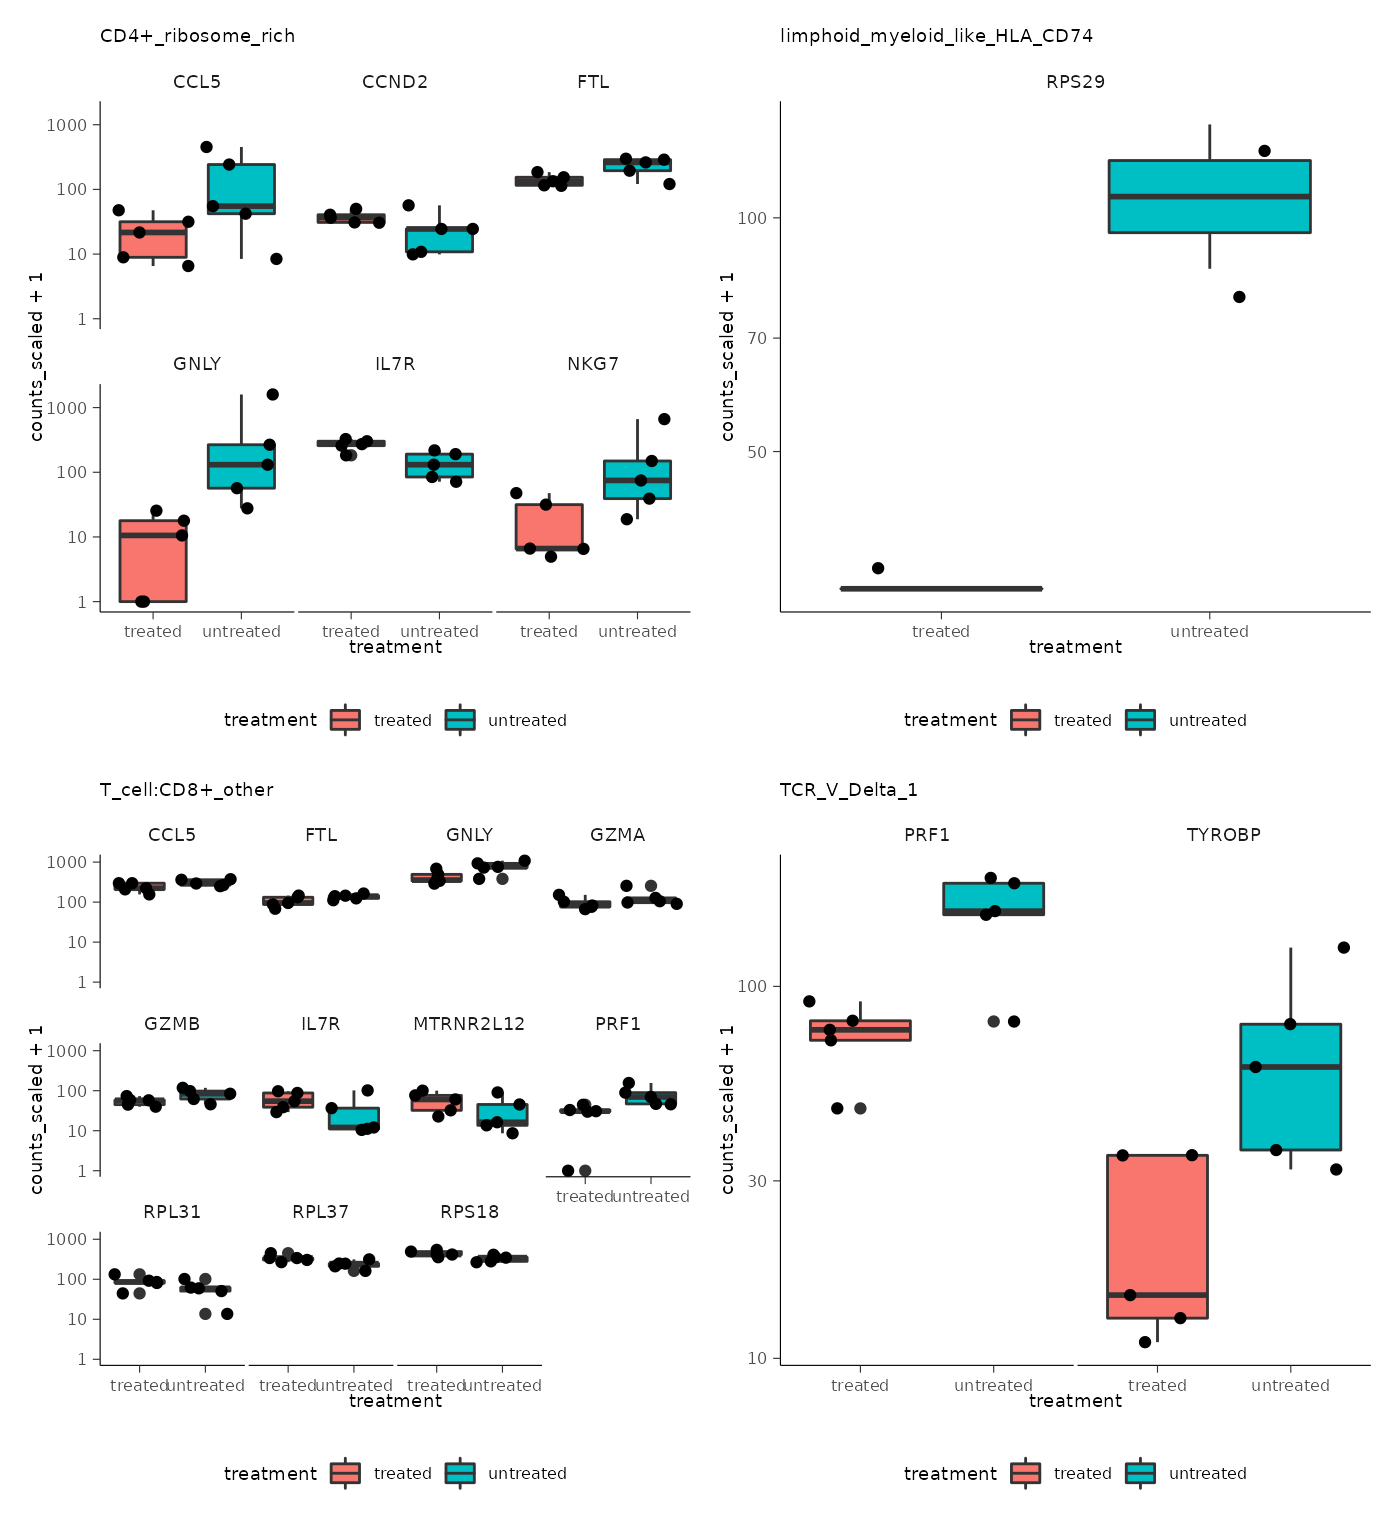 CD4+_ribosome_rich
CCL5 CCND2 FTL
1000
100
10
1
GNLY IL7R NKG7
1000
100
10
1
counts_scaled + 1
treated untreated treated untreated treated untreated
treatment
treatment treated untreated
limphoid_myeloid_like_HLA_CD74
RPS29
100
70
50
counts_scaled + 1
treated untreated
treatment
treatment treated untreated
T_cell:CD8+_other
CCL5 FTL GNLY GZMA
1000
100
10
1
GZMB IL7R MTRNR2L12 PRF1
1000
100
10
1
treated untreated
RPL31 RPL37 RPS18
1000
100
10
1
counts_scaled + 1
treated untreated treated untreated treated untreated
treatment
treatment treated untreated
TCR_V_Delta_1
PRF1 TYROBP
100
30
10
counts_scaled + 1
treated untreated treated untreated
treatment
treatment treated untreated